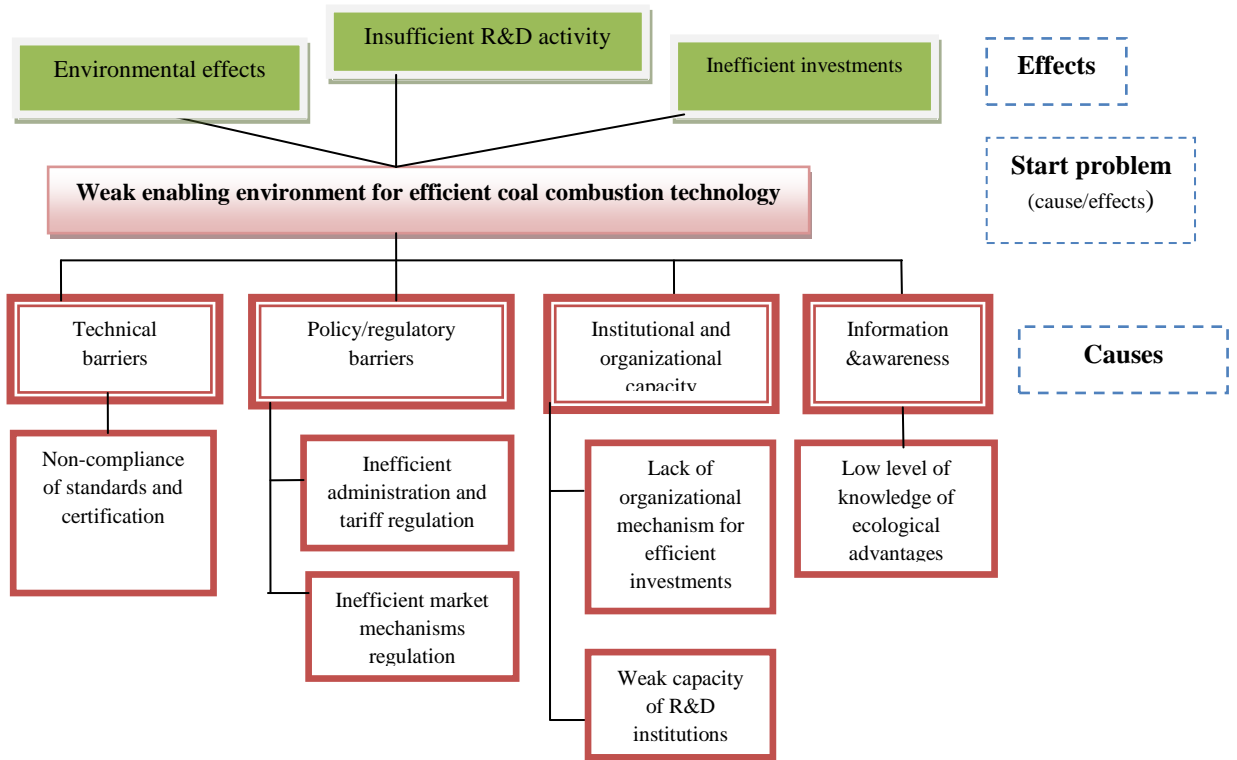 Environmental effects
Insufficient R&D activity
Inefficient investments
Effects
Weak enabling environment for efficient coal combustion technology
Start problem
(cause/effects)
Technical
barriers
Policy/regulatory
barriers
Institutional and
organizational
capacity
Information
&awareness
Causes
Non-compliance
of standards and
certification
Inefficient
administration and
tariff regulation
Inefficient market
mechanisms
regulation
Lack of
organizational
mechanism for
efficient
investments
Weak capacity
of R&D
institutions
Low level of
knowledge of
ecological
advantages